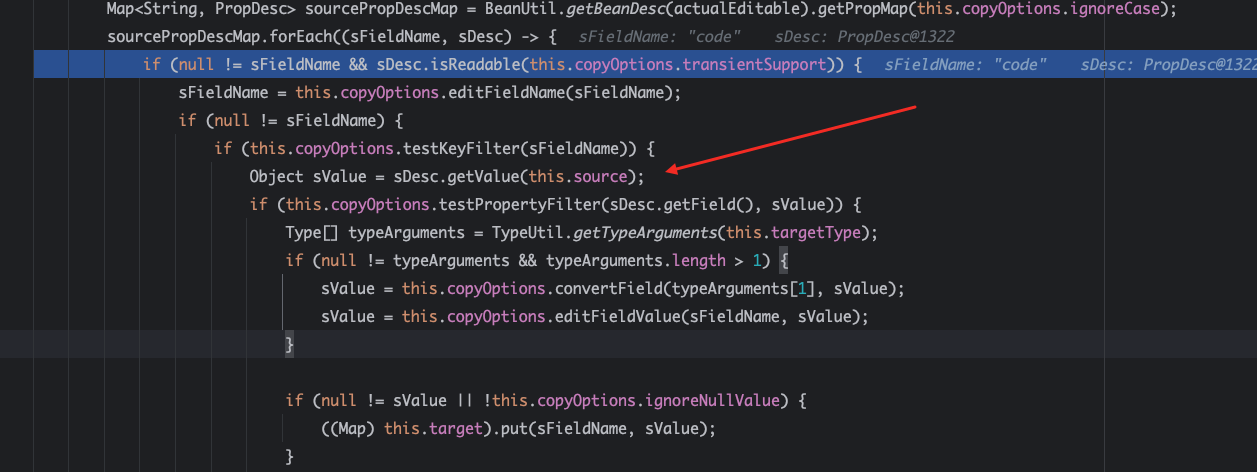 Map<String, PropDesc> sourcePropDescMap = BeanUtil.getBeanDesc(actualEditable).getPropMap(this.copyOptions.ignoreCase);
sourcePropDescMap.forEach((sFieldName, sDesc) -> { sFieldName: "code" sDesc: PropDesc@1322
if (null != sFieldName && sDesc.isReadable(this.copyOptions.transientSupport)) { sFieldName: "code" sDesc: PropDesc@1322
sFieldName = this.copyOptions.editFieldName(sFieldName);
if (null != sFieldName) {
if (this.copyOptions.testKeyFilter(sFieldName)) {
Object sValue = sDesc.getValue(this.source);
if (this.copyOptions.testPropertyFilter(sDesc.getField(), sValue)) {
Type[] typeArguments = TypeUtil.getTypeArguments(this.targetType);
if (null != typeArguments && typeArguments.length > 1) {
sValue = this.copyOptions.convertField(typeArguments[1], sValue);
sValue = this.copyOptions.editFieldValue(sFieldName, sValue);
}
if (null != sValue || !this.copyOptions.ignoreNullValue) {
((Map) this.target).put(sFieldName, sValue);
}